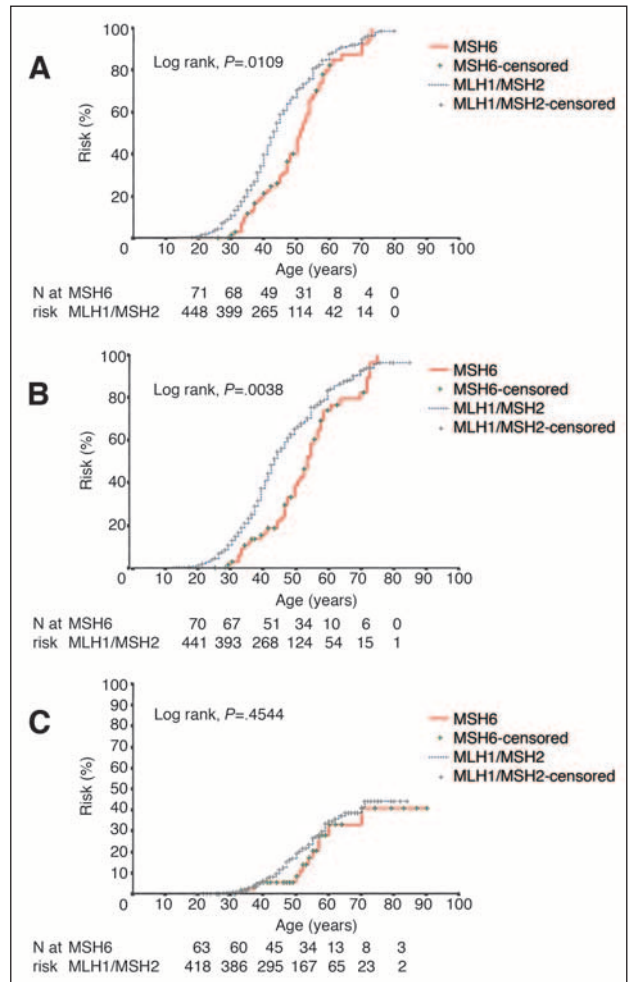 A
Log rank, P=.0109
MSH6
MSH6-censored
MLH1/MSH2
MLH1/MSH2-censored
Risk (%)
100
80
60
40
20
0 10 20 30 40 50 60 70 80 90 100
Age (years)
N at MSH6 71 68 49 31 8 4 0
risk MLH1/MSH2 448 399 265 114 42 14 0
B
Log rank, P=.0038
MSH6
MSH6-censored
MLH1/MSH2
MLH1/MSH2-censored
Risk (%)
100
80
60
40
20
0 10 20 30 40 50 60 70 80 90 100
Age (years)
N at MSH6 70 67 51 34 10 6 0
risk MLH1/MSH2 441 393 268 124 54 15 1
C
Log rank, P=.4544
MSH6
MSH6-censored
MLH1/MSH2
MLH1/MSH2-censored
Risk (%)
100
90
80
70
60
50
40
30
20
10
0 10 20 30 40 50 60 70 80 90 100
Age (years)
N at MSH6 63 60 45 34 13 8 3
risk MLH1/MSH2 418 386 295 167 65 23 2